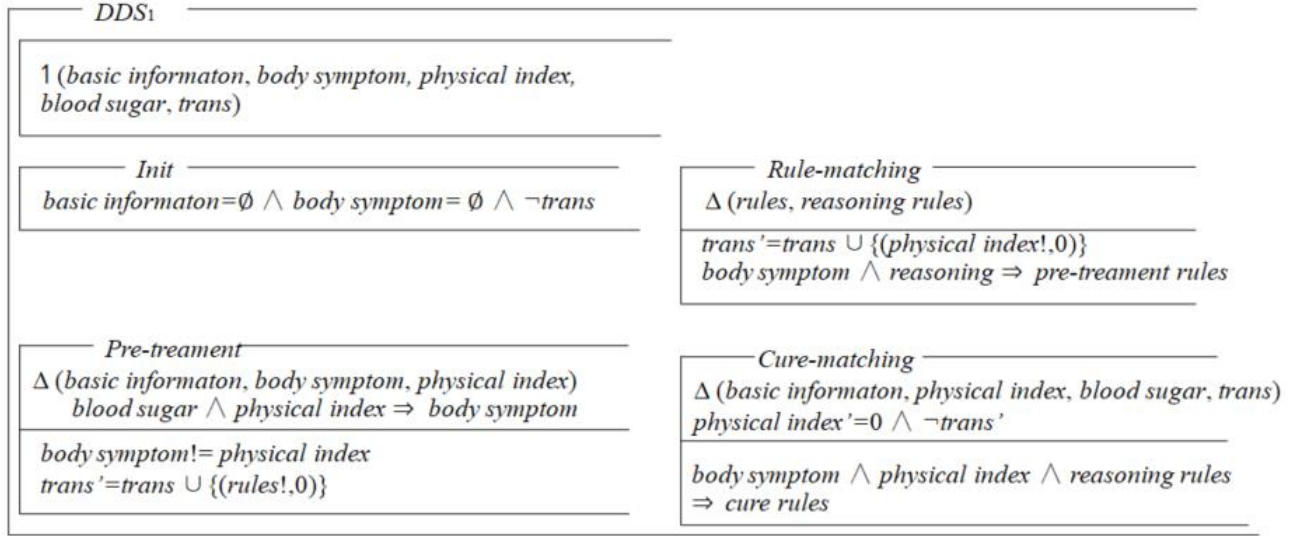 DDS₁
1 (basic informaton, body symptom, physical index,
blood sugar, trans)
Init
basic informaton=∅ ∧ body symptom= ∅ ∧ ¬trans
Rule-matching
Δ (rules, reasoning rules)
trans’=trans ∪ {(physical index!,0)}
body symptom ∧ reasoning ⇒ pre-treament rules
Pre-treament
Δ (basic informaton, body symptom, physical index)
blood sugar ∧ physical index ⇒ body symptom
body symptom!= physical index
trans’=trans ∪ {(rules!,0)}
Cure-matching
Δ (basic informaton, physical index, blood sugar, trans)
physical index’=0 ∧ ¬trans’
body symptom ∧ physical index ∧ reasoning rules
⇒ cure rules